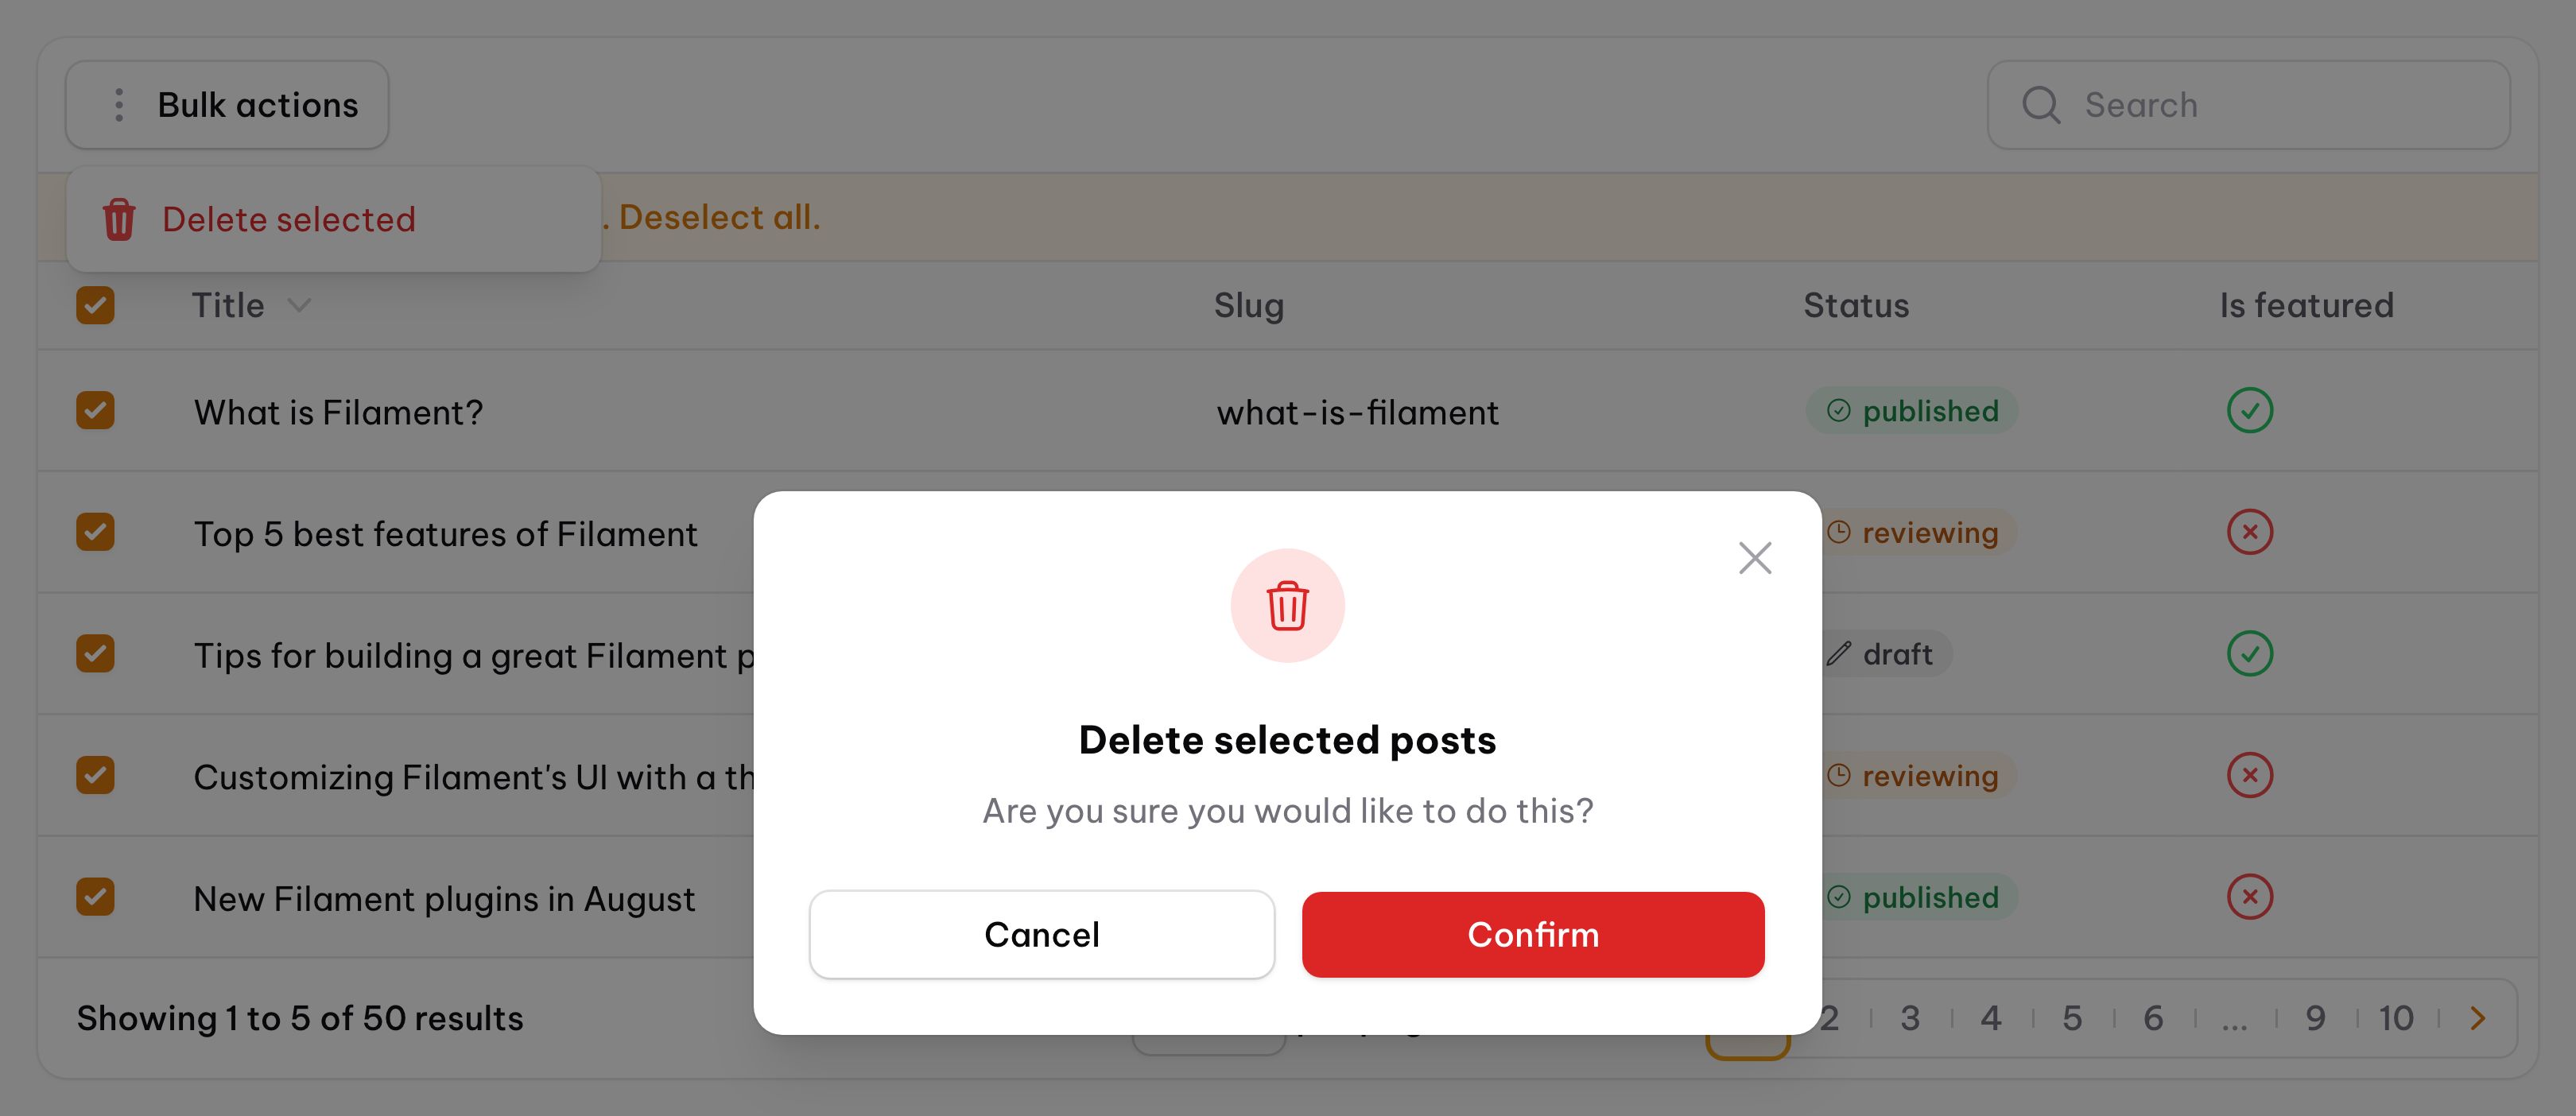 Bulk actions
Search
Delete selected
. Deselect all.
Title
Slug
Status
Is featured
What is Filament?
what-is-filament
published
Top 5 best features of Filament
reviewing
Tips for building a great Filament
draft
Customizing Filament's UI with a
reviewing
New Filament plugins in August
published
Delete selected posts
Are you sure you would like to do this?
Cancel
Confirm
Showing 1 to 5 of 50 results
2 3 4 5 6 ... 9 10